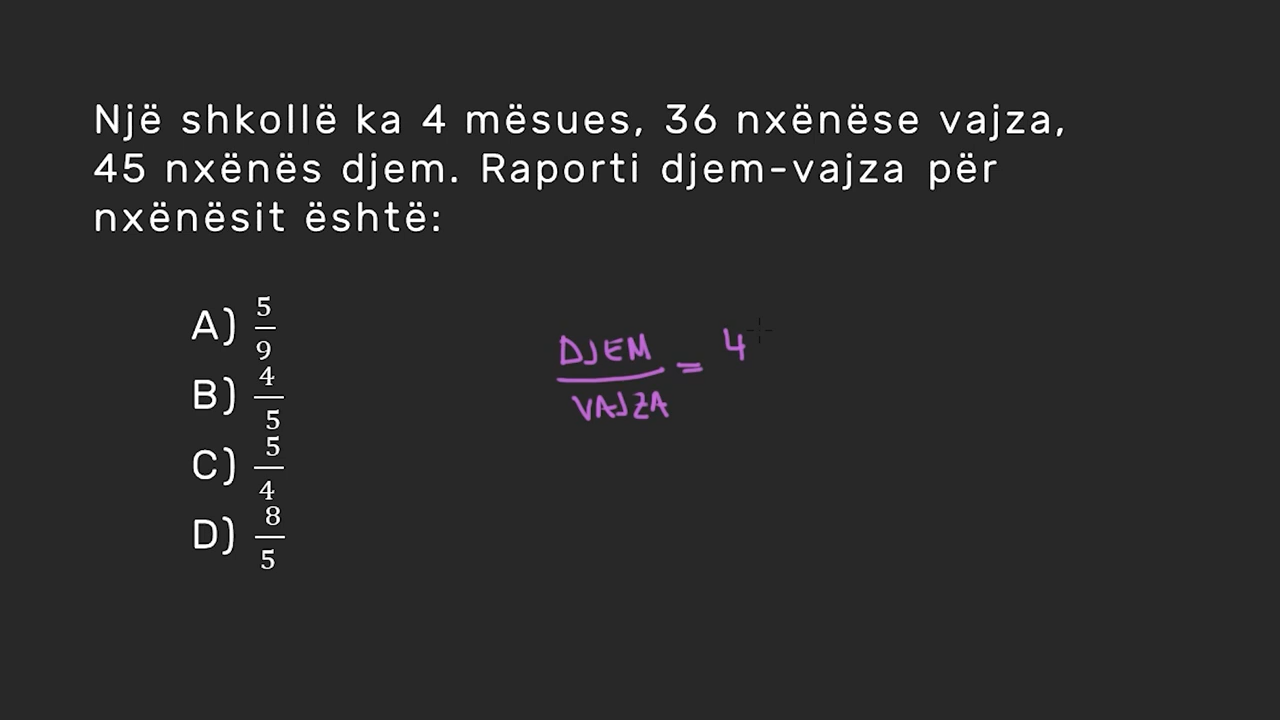 Një shkollë ka 4 mësues, 36 nxënëse vajza,
45 nxënës djem. Raporti djem-vajza për
nxënësit është:
A) 5/9
B) 4/5
C) 5/4
D) 8/5
DJEM/VAJZA = 4